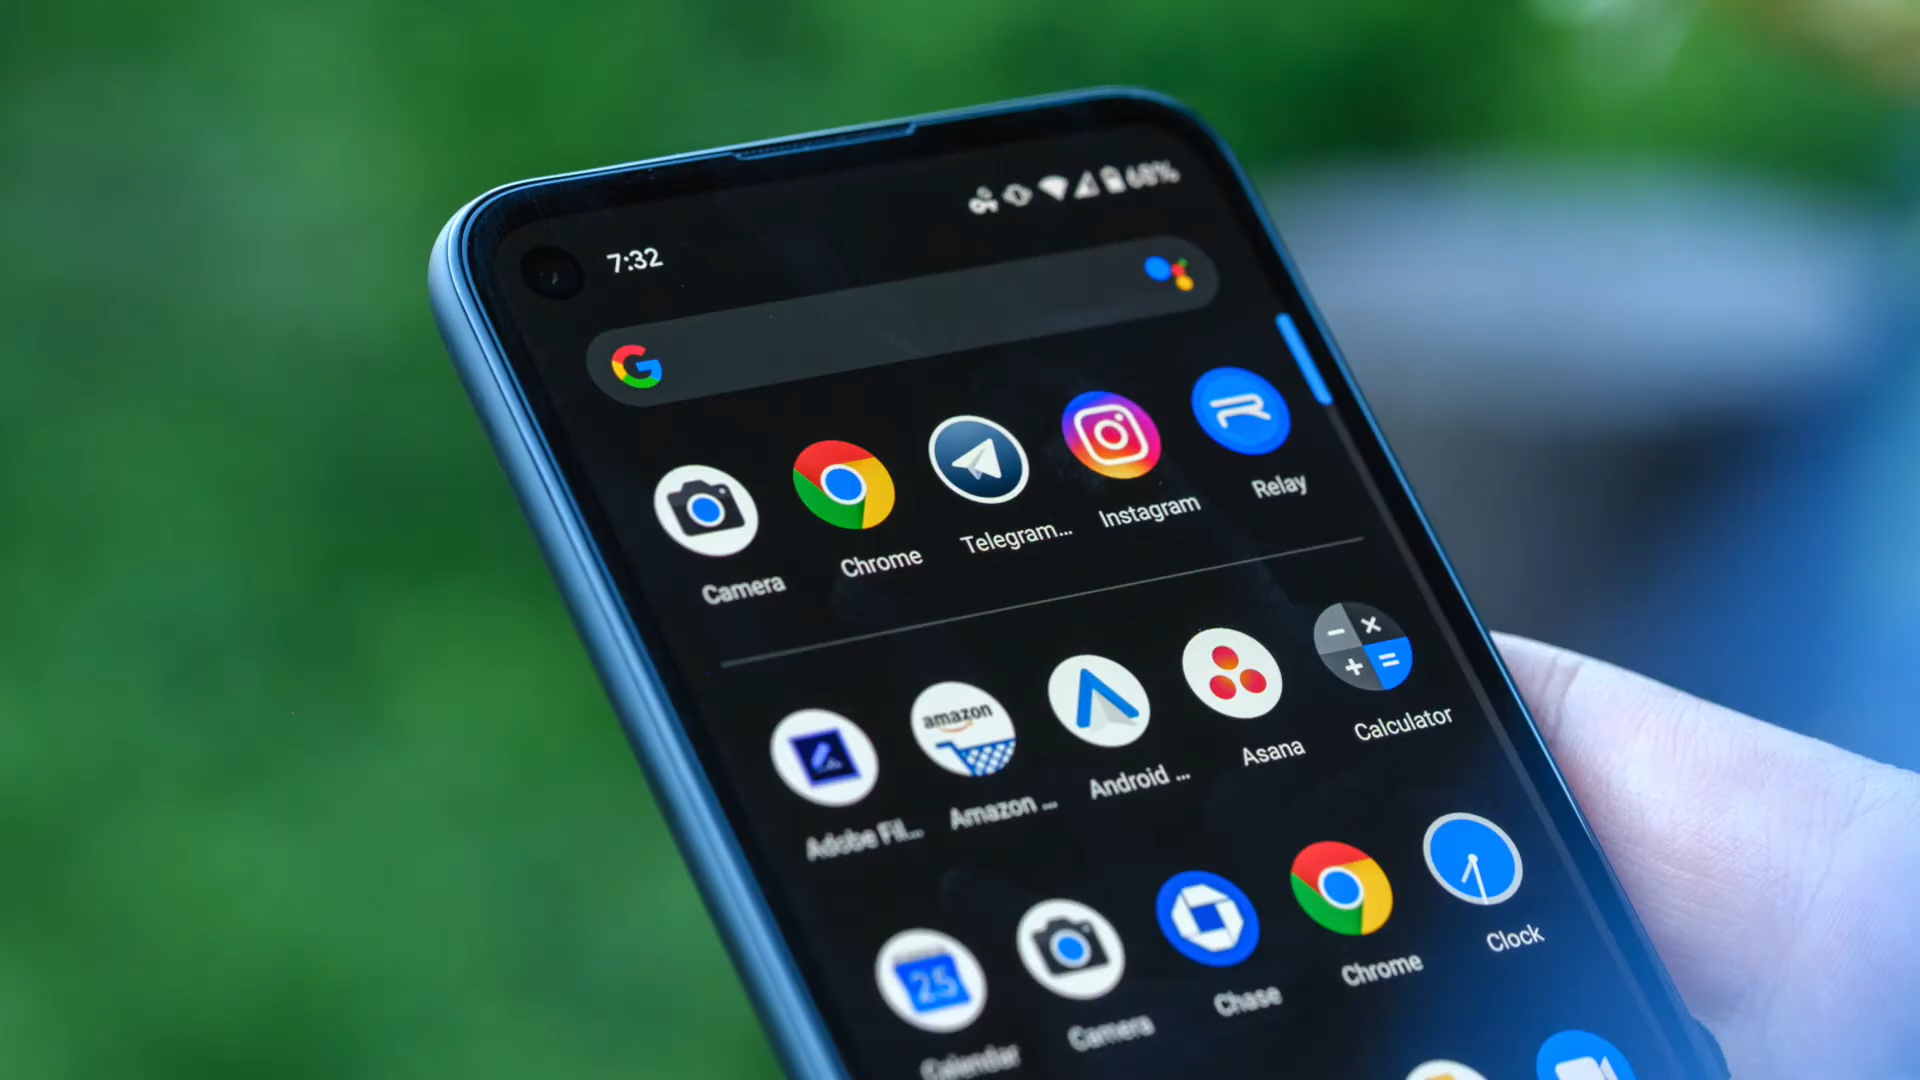 7:32 68%
Camera Chrome Telegram... Instagram Relay
amazon
Adobe Fil... Amazon ... Android ... Asana Calculator
25
Calendar Camera Chase Chrome Clock